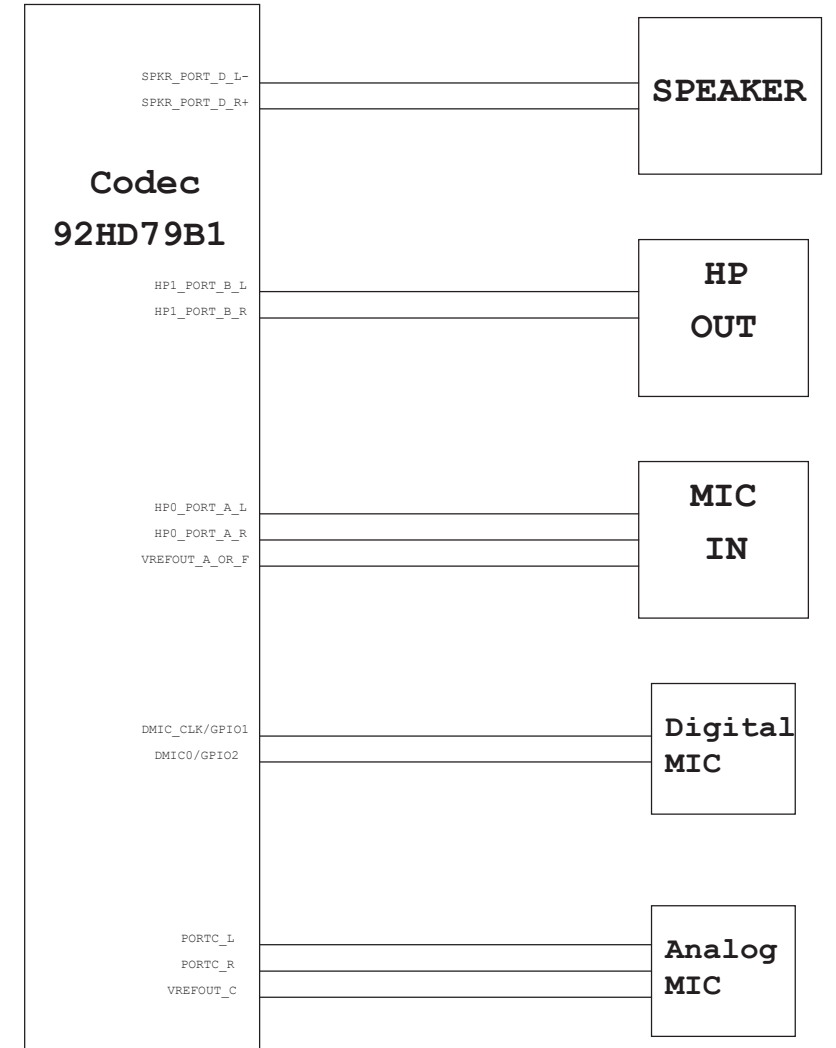 SPKR_PORT_D_L-
SPKR_PORT_D_R+
SPEAKER
Codec
92HD79B1
HP1_PORT_B_L
HP1_PORT_B_R
HP
OUT
HP0_PORT_A_L
HP0_PORT_A_R
VREFOUT_A_OR_F
MIC
IN
DMIC_CLK/GPIO1
DMIC0/GPIO2
Digital
MIC
PORTC_L
PORTC_R
VREFOUT_C
Analog
MIC